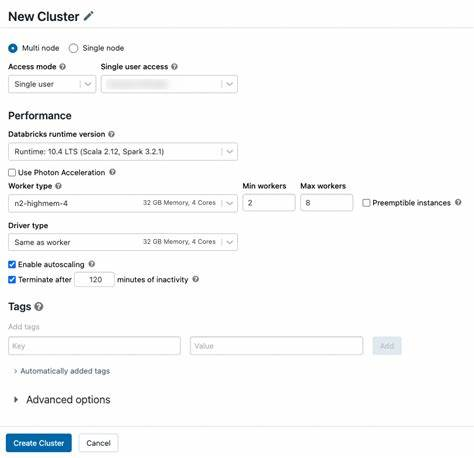 New Cluster
Multi node Single node
Access mode ? Single user access ?
Single user
Performance
Databricks runtime version ?
Runtime: 10.4 LTS (Scala 2.12, Spark 3.2.1)
Use Photon Acceleration ?
Worker type ? Min workers Max workers
n2-highmem-4 32 GB Memory, 4 Cores 2 8 Preemptible instances ?
Driver type
Same as worker 32 GB Memory, 4 Cores
Enable autoscaling ?
Terminate after 120 minutes of inactivity ?
Tags ?
Add tags
Key Value Add
Automatically added tags
Advanced options
Create Cluster Cancel